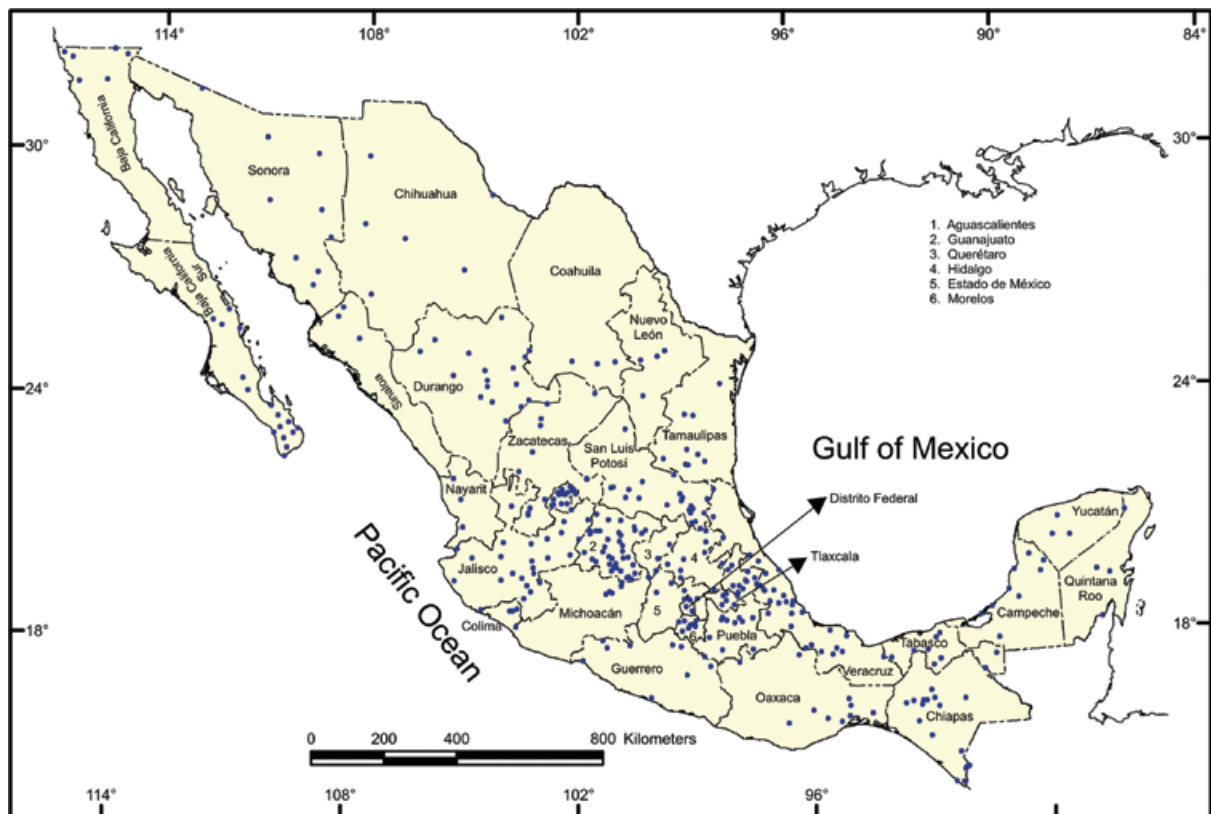 114°
108°
102°
96°
90°
84°
30°
30°
Baja California
Sonora
Chihuahua
1. Aguascalientes
2. Guanajuato
3. Querétaro
4. Hidalgo
5. Estado de México
6. Morelos
Coahuila
Baja California
Sur
Nuevo
León
24°
24°
Durango
Sinaloa
Zacatecas
San Luis
Potosí
Tamaulipas
Gulf of Mexico
Nayarit
Distrito Federal
Yucatán
2
3
4
Tlaxcala
Jalisco
Quintana
Roo
Pacific Ocean
Michoacán
5
Campeche
18°
18°
Colima
6
Puebla
Tabasco
Guerrero
Veracruz
Oaxaca
Chiapas
0 200 400 800 Kilometers
114°
108°
102°
96°